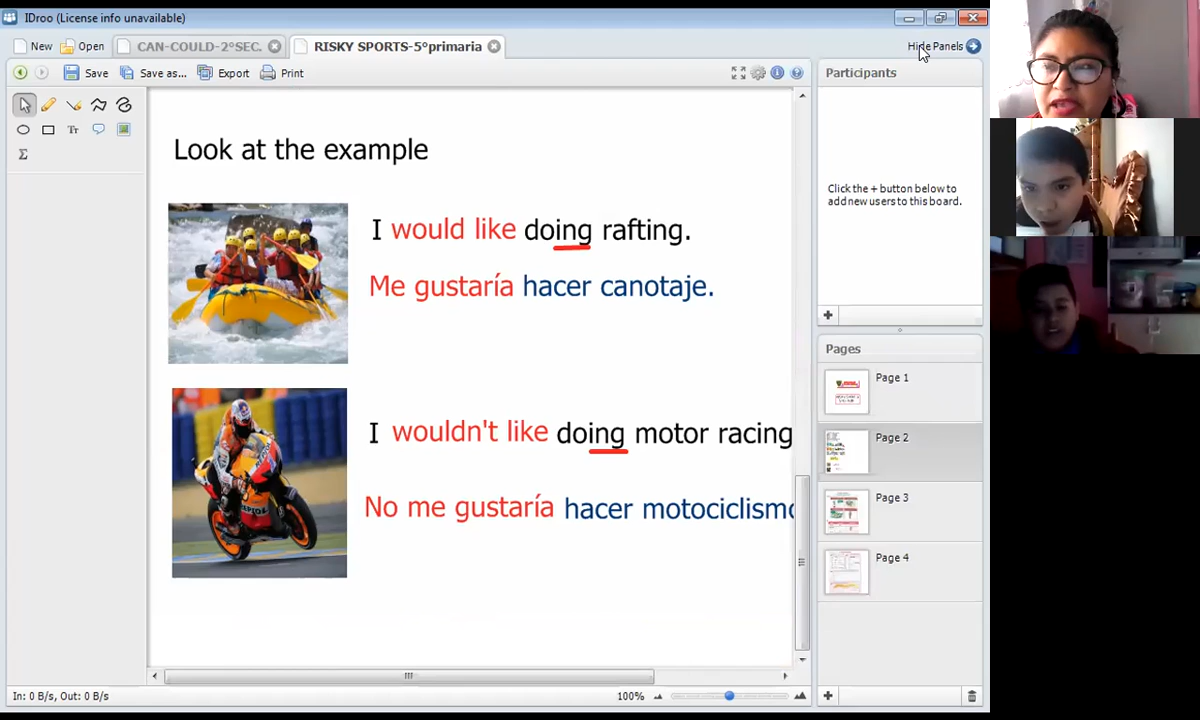 IDroo (License info unavailable)
New
Open
CAN-COULD-2°SEC.
RISKY SPORTS-5°primaria
Hide Panels
Save
Save as...
Export
Print
Participants
Click the + button below to
add new users to this board.
Look at the example
I would like doing rafting.
Me gustaría hacer canotaje.
I wouldn't like doing motor racing
No me gustaría hacer motociclismo
Pages
Page 1
Page 2
Page 3
Page 4
In: 0 B/s, Out: 0 B/s
100%